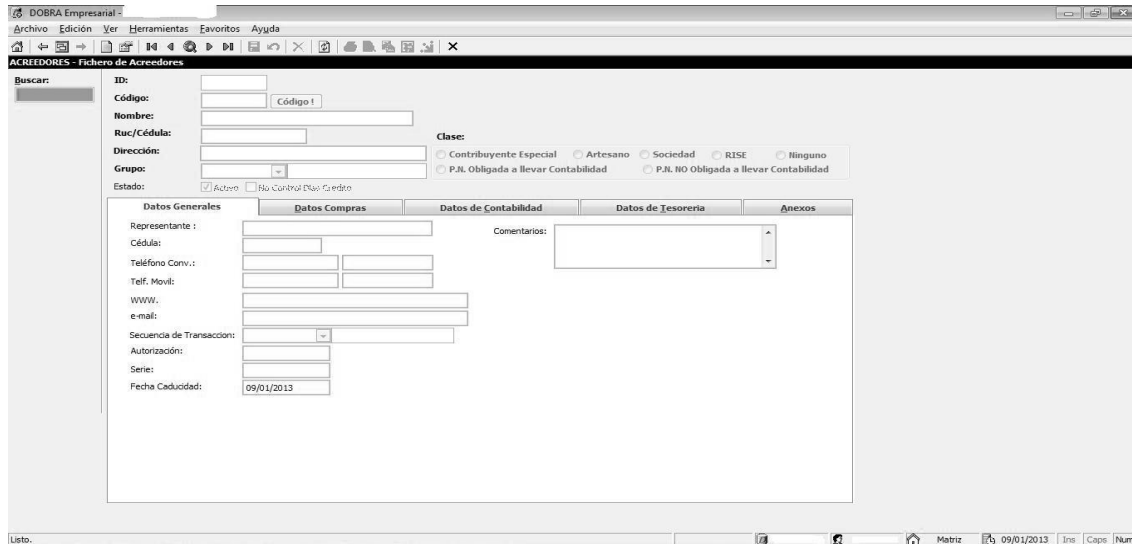 DOBRA Empresarial -
Archivo Edición Ver Herramientas Favoritos Ayuda
ACREEDORES - Fichero de Acreedores
Buscar:
ID:
Código: Código !
Nombre:
Ruc/Cédula:
Clase:
Dirección:
Contribuyente Especial Artesano Sociedad RISE Ninguno
Grupo:
P.N. Obligada a llevar Contabilidad P.N. NO Obligada a llevar Contabilidad
Estado: Activo No Control Dias Credito
Datos Generales Datos Compras Datos de Contabilidad Datos de Tesoreria Anexos
Representante :
Comentarios:
Cédula:
Teléfono Conv.:
Telf. Movil:
WWW.
e-mail:
Secuencia de Transaccion:
Autorización:
Serie:
Fecha Caducidad: 09/01/2013
Listo. Matriz 09/01/2013 Ins Caps Num